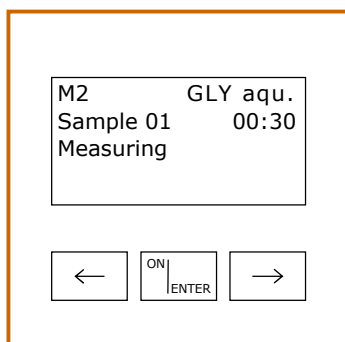 M2 GLY aqu.
Sample 01 00:30
Measuring
← ON ENTER →